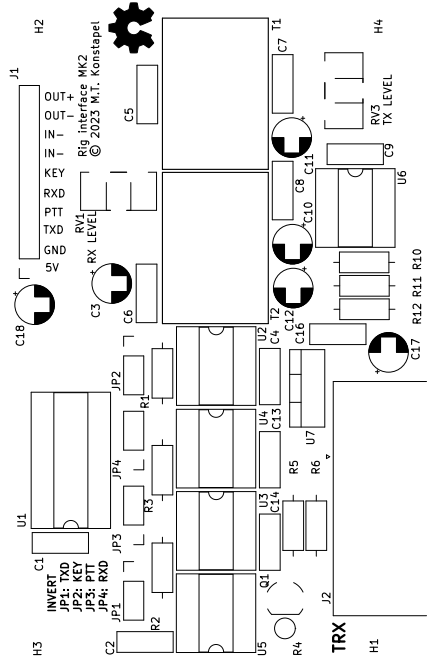 H2
T1
H4
J1
Rig interface MK2
© 2023 M.T. Konstapel
C7
C5
OUT+
OUT-
IN-
IN-
KEY
RXD
PTT
TXD
GND
5V
RV3
TX LEVEL
C9
C11
U6
C8
RV1
RX LEVEL
C10
R10
R11
R12
C3
C6
C18
T2
C12
C16
C17
U2
C4
JP2
R1
U7
U4
C13
JP4
R5
R6
U1
R3
U3
C14
JP3
C1
Q1
INVERT
JP1: TXD
JP2: KEY
JP3: PTT
JP4: RXD
JP1
J2
R2
C2
U5
R4
H3
TRX
H1